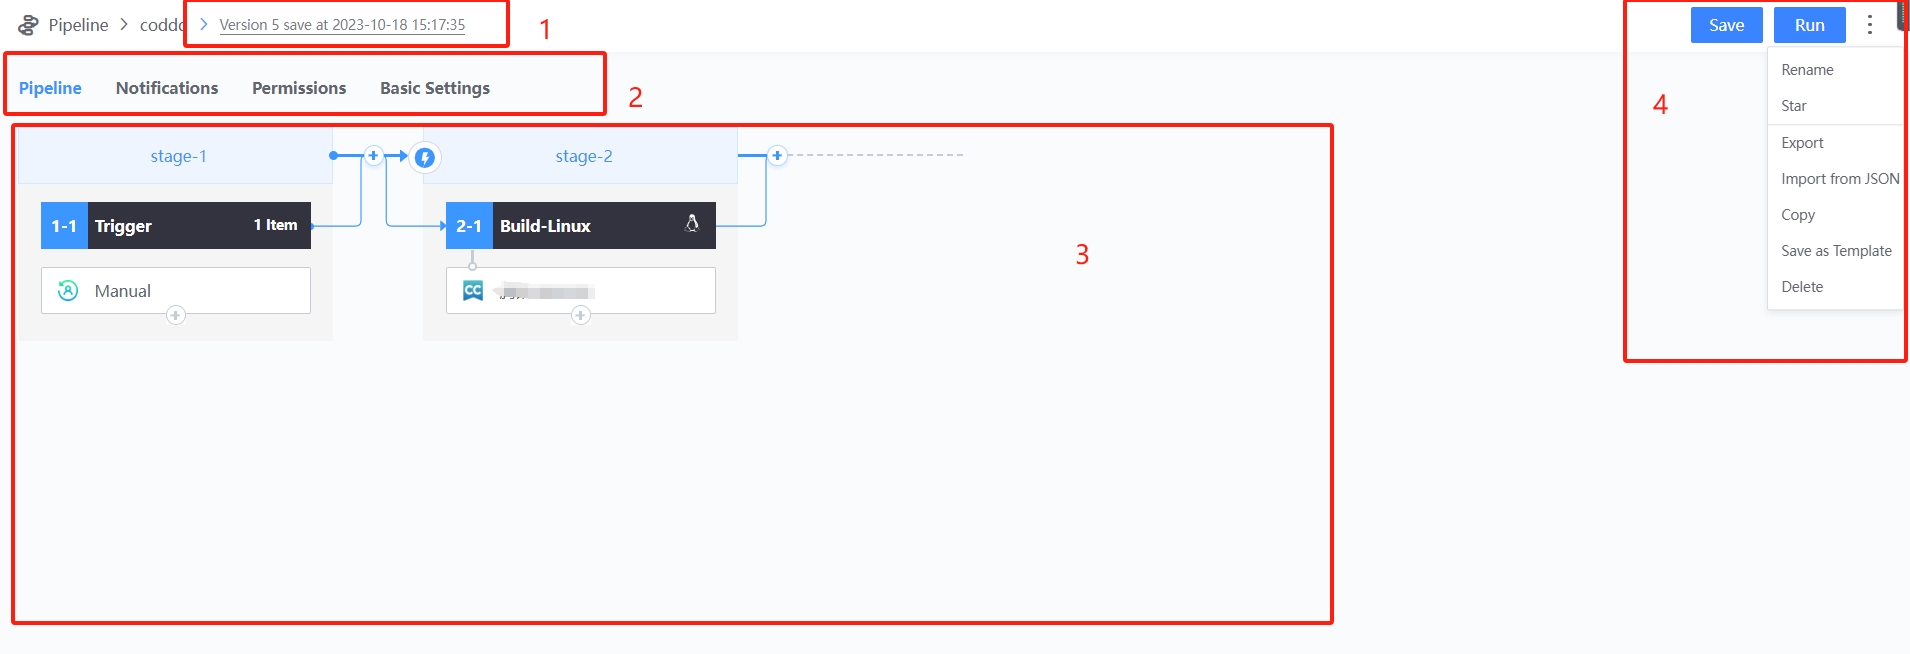 Pipeline > > Version 5 save at 2023-10-18 15:17:35
1
Save
Run
Pipeline
Notifications
Permissions
Basic Settings
2
4
Rename
Star
Export
Import from JSON
Copy
Save as Template
Delete
stage-1
stage-2
1-1 Trigger 1 Item
2-1 Build-Linux
3
Manual
CC